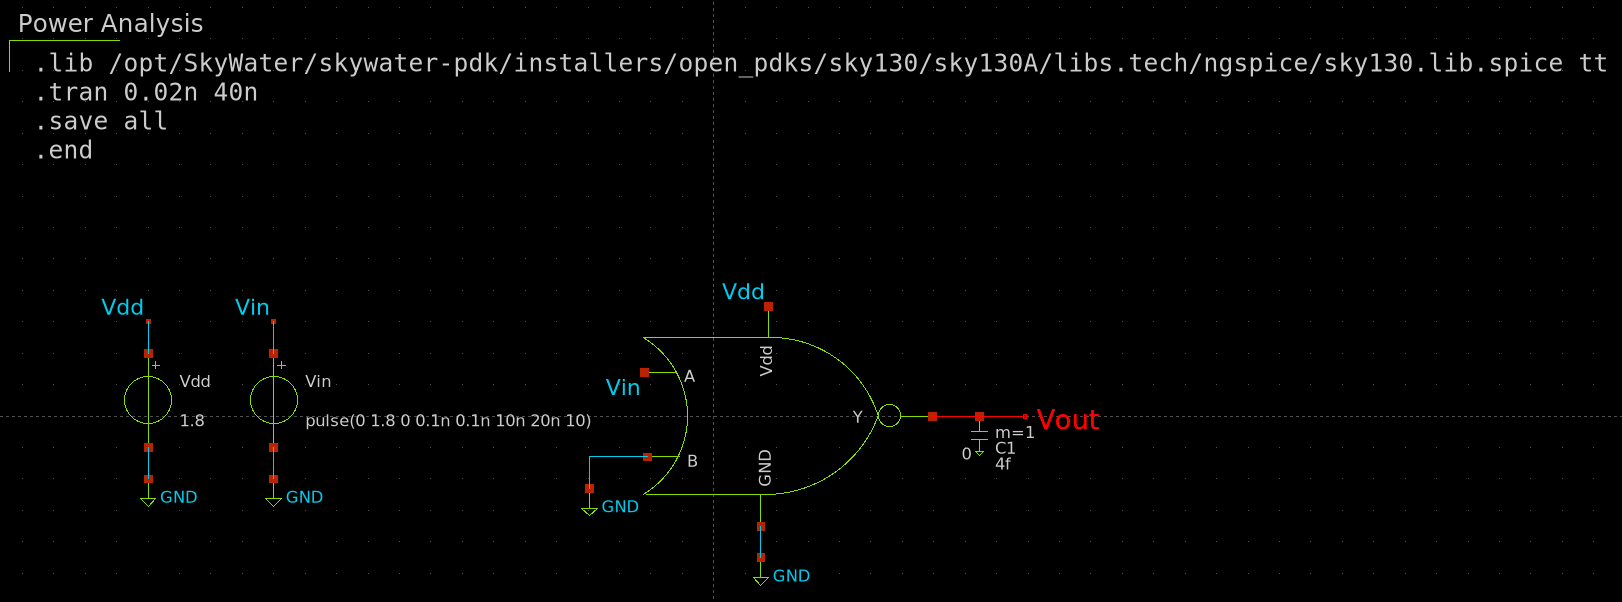 Power Analysis
.lib /opt/SkyWater/skywater-pdk/installers/open_pdks/sky130/sky130A/libs.tech/ngspice/sky130.lib.spice tt
.tran 0.02n 40n
.save all
.end
Vdd
Vdd
Vin
+
+
Vdd
Vin
Vdd
1.8
pulse(0 1.8 0 0.1n 0.1n 10n 20n 10)
Vin
A
Y
Vout
m=1
C1
4f
0
B
GND
GND
GND
GND
GND